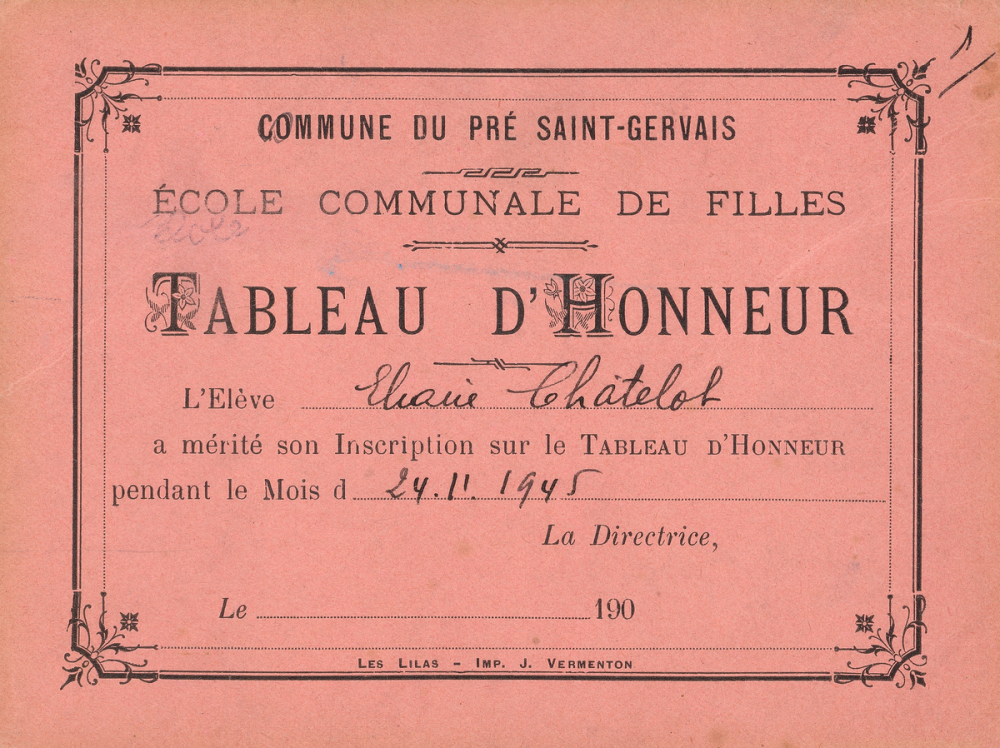 COMMUNE DU PRÉ SAINT-GERVAIS
ÉCOLE COMMUNALE DE FILLES
école
TABLEAU D'HONNEUR
L'Elève Eliane Châtelot
a mérité son Inscription sur le TABLEAU D'HONNEUR
pendant le Mois d 24.11.1945
La Directrice,
Le 190
LES LILAS - IMP. J. VERMENTON